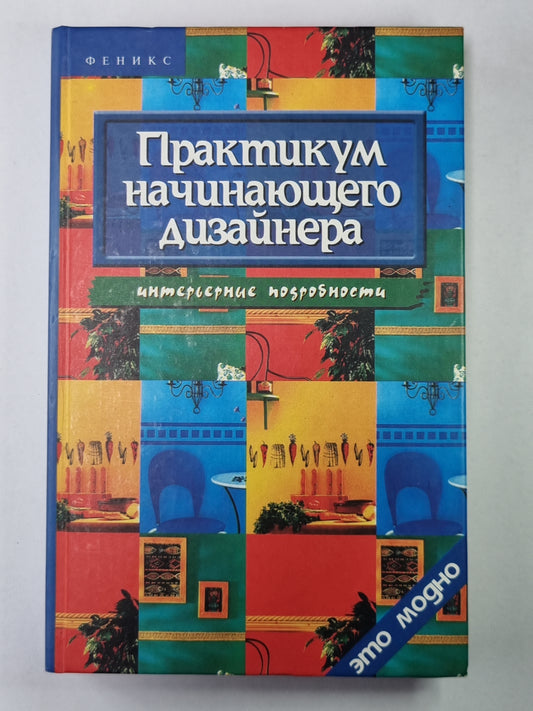 ФЕНИКС
Практикум
начинающего
дизайнера
интерьерные подробности
это модно